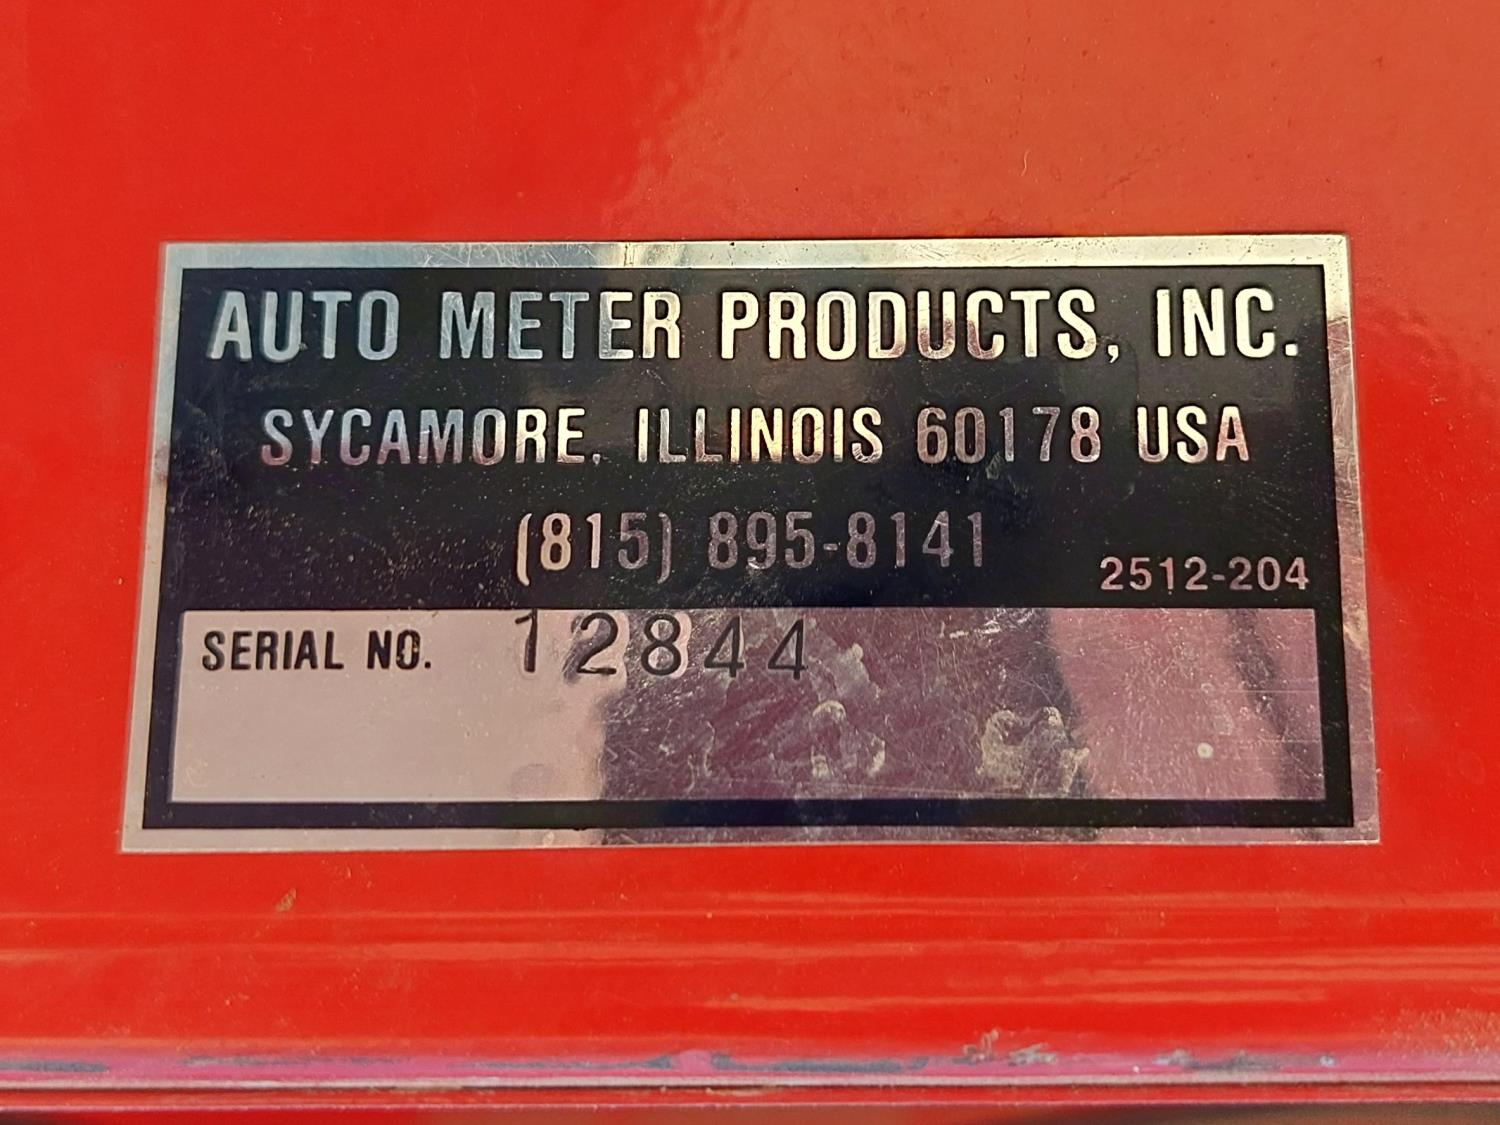 AUTO METER PRODUCTS, INC.
SYCAMORE, ILLINOIS 60178 USA
(815) 895-8141
2512-204
SERIAL NO. 12844